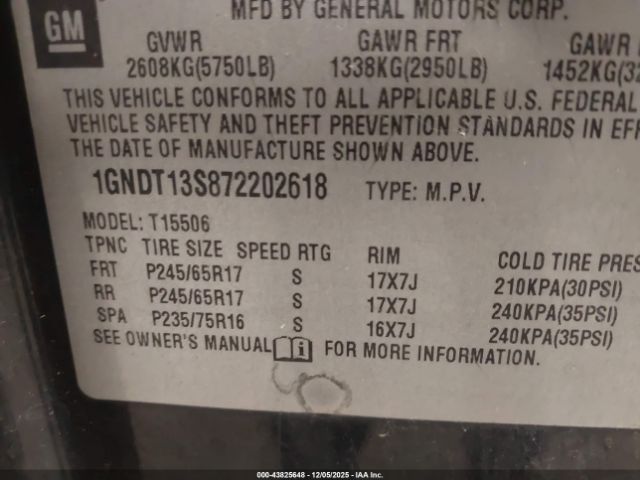 GM
MFD BY GENERAL MOTORS CORP.
GVWR GAWR FRT GAWR
2608KG(5750LB) 1338KG(2950LB) 1452KG(32
THIS VEHICLE CONFORMS TO ALL APPLICABLE U.S. FEDERAL
VEHICLE SAFETY AND THEFT PREVENTION STANDARDS IN EFF
THE DATE OF MANUFACTURE SHOWN ABOVE.
1GNDT13S872202618 TYPE: M.P.V.
MODEL: T15506
TPNC TIRE SIZE SPEED RTG RIM COLD TIRE PRES
FRT P245/65R17 S 17X7J 210KPA(30PSI)
RR P245/65R17 S 17X7J 240KPA(35PSI)
SPA P235/75R16 S 16X7J 240KPA(35PSI)
SEE OWNER'S MANUAL i FOR MORE INFORMATION.
000-43825648 - 12/05/2025 - IAA Inc.